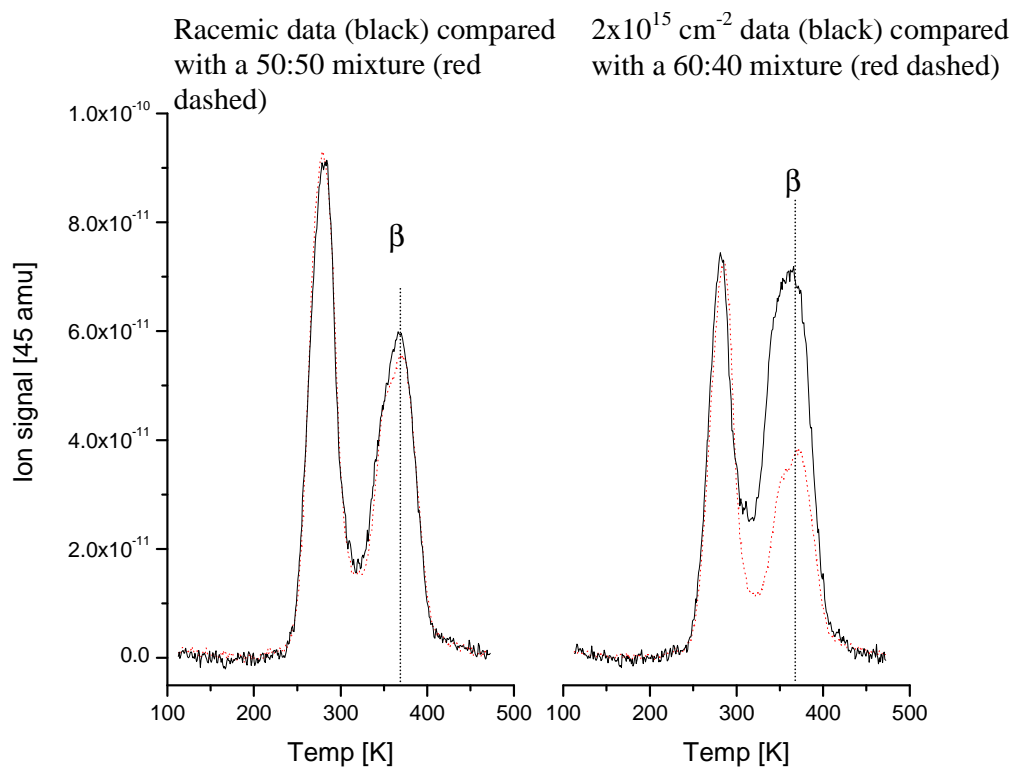 Racemic data (black) compared
with a 50:50 mixture (red
dashed)
2x10¹⁵ cm⁻² data (black) compared
with a 60:40 mixture (red dashed)
1.0x10⁻¹⁰
8.0x10⁻¹¹
6.0x10⁻¹¹
4.0x10⁻¹¹
2.0x10⁻¹¹
0.0
Ion signal [45 amu]
β
β
100 200 300 400 500
100 200 300 400 500
Temp [K]
Temp [K]